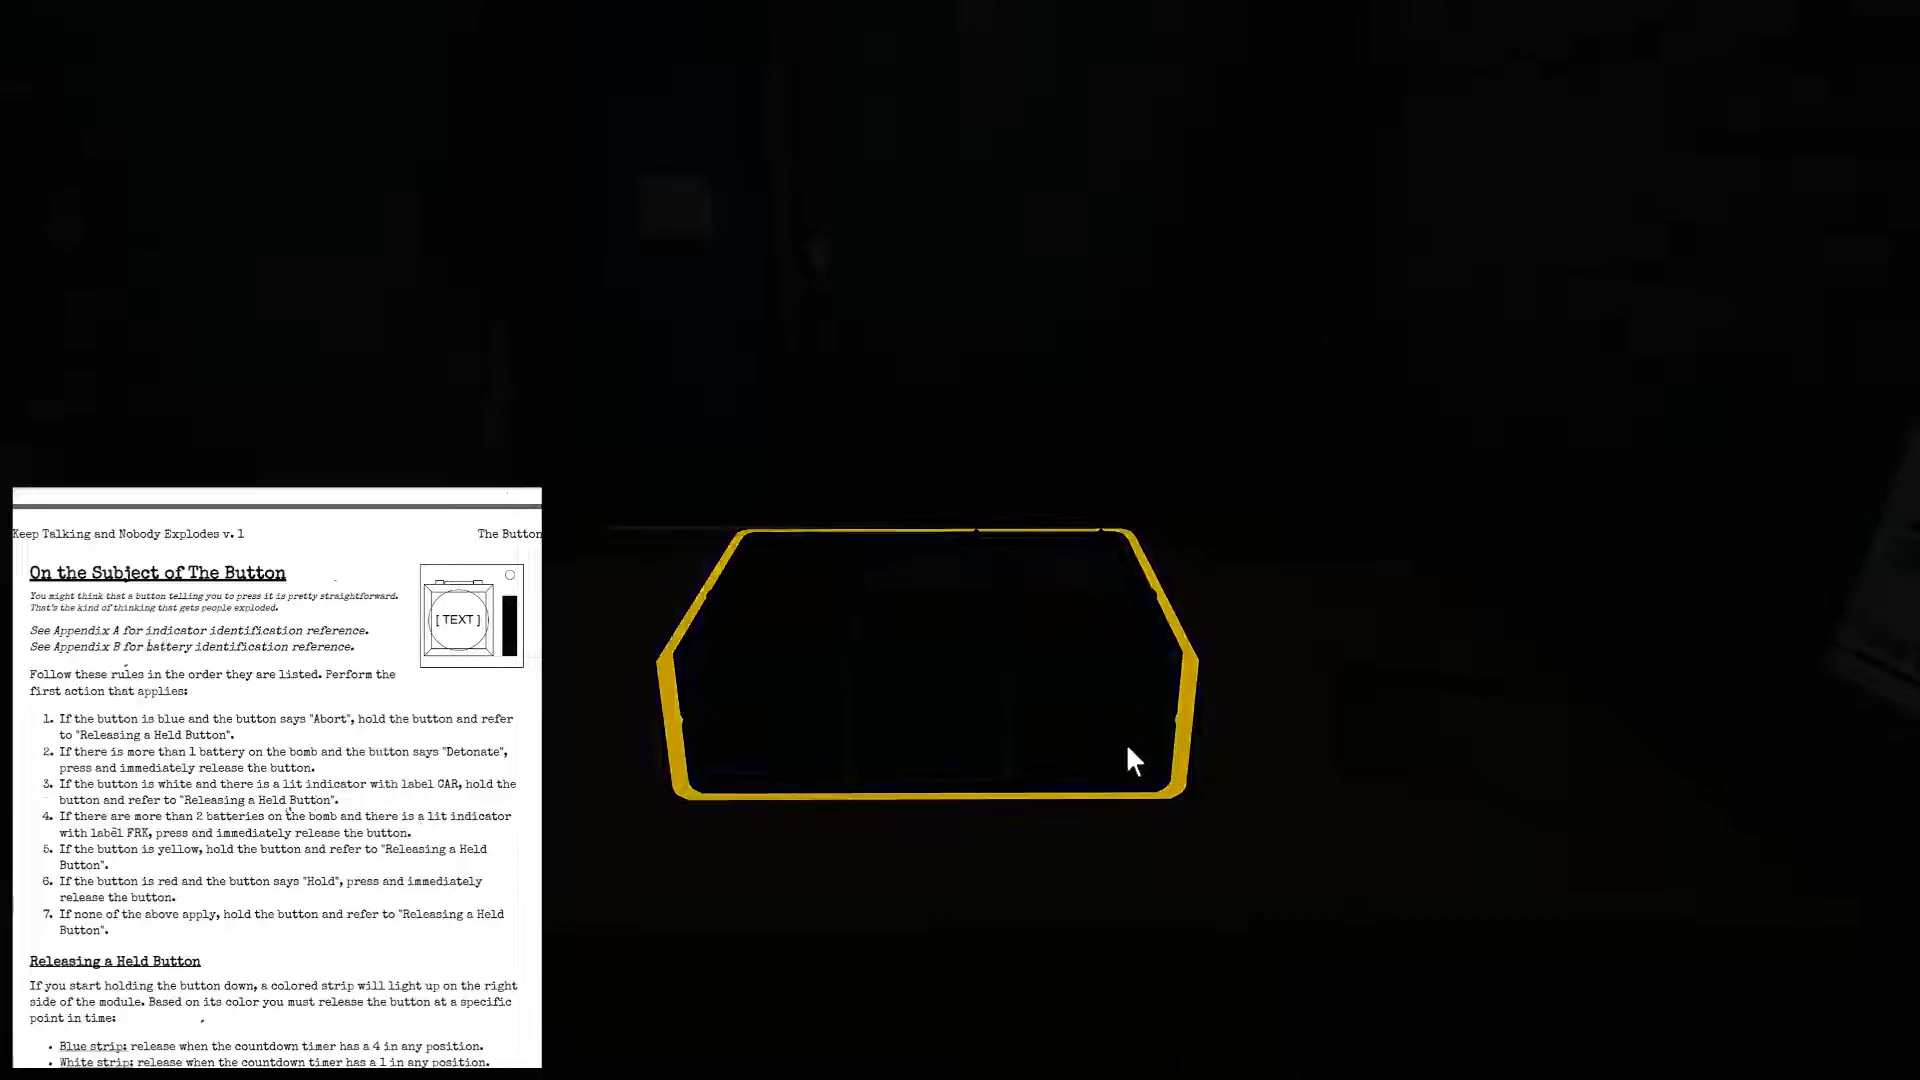 Keep Talking and Nobody Explodes v. 1
The Button
On the Subject of The Button
You might think that a button telling you to press it is pretty straightforward.
That's the kind of thinking that gets people exploded.
[ TEXT ]
See Appendix A for indicator identification reference.
See Appendix B for battery identification reference.
Follow these rules in the order they are listed. Perform the
first action that applies:
1. If the button is blue and the button says "Abort", hold the button and refer
to "Releasing a Held Button".
2. If there is more than 1 battery on the bomb and the button says "Detonate",
press and immediately release the button.
3. If the button is white and there is a lit indicator with label CAR, hold the
button and refer to "Releasing a Held Button".
4. If there are more than 2 batteries on the bomb and there is a lit indicator
with label FRK, press and immediately release the button.
5. If the button is yellow, hold the button and refer to "Releasing a Held
Button".
6. If the button is red and the button says "Hold", press and immediately
release the button.
7. If none of the above apply, hold the button and refer to "Releasing a Held
Button".
Releasing a Held Button
If you start holding the button down, a colored strip will light up on the right
side of the module. Based on its color you must release the button at a specific
point in time:
• Blue strip: release when the countdown timer has a 4 in any position.
• White strip: release when the countdown timer has a 1 in any position.